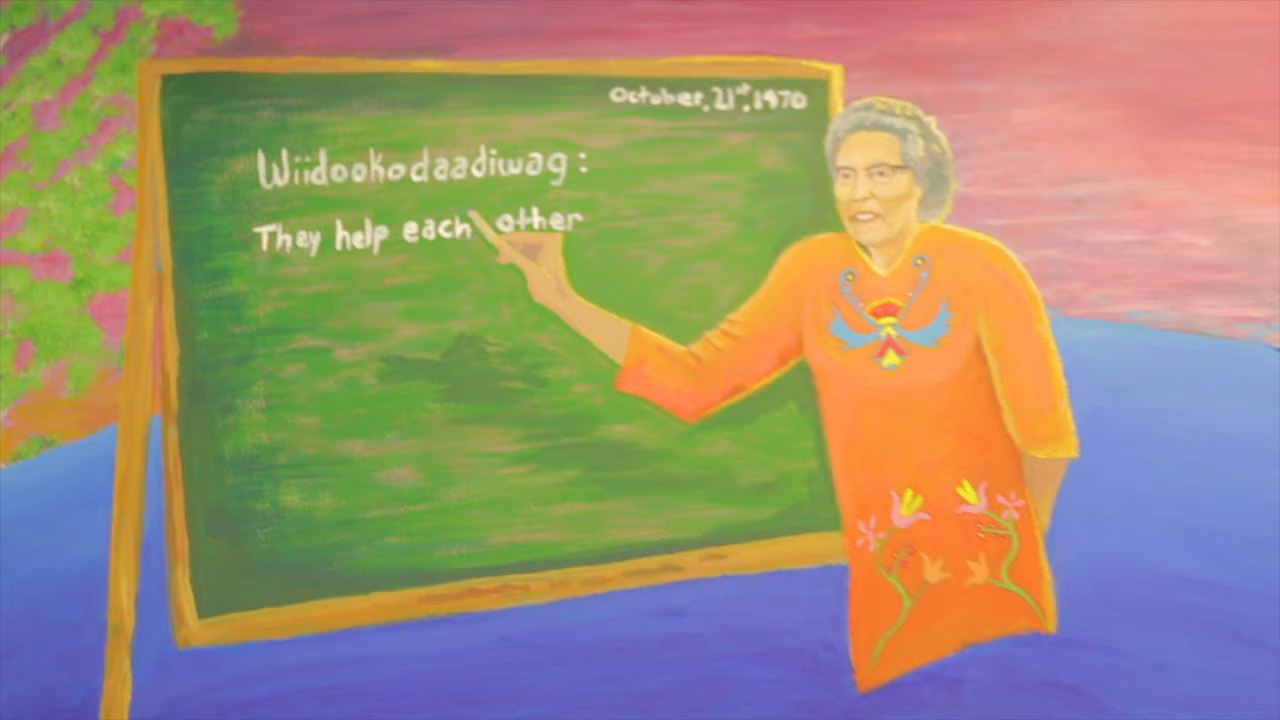 October, 21st, 1970
Wiidookodaadiwag:
They help each other